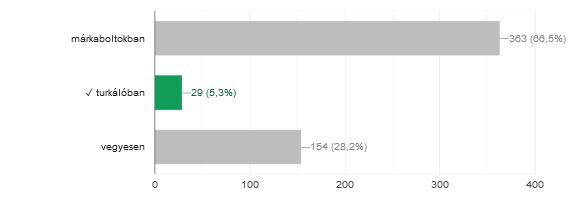 márkaboltokban
363 (66,5%)
✓ turkálóban
29 (5,3%)
vegyesen
154 (28,2%)
0 100 200 300 400